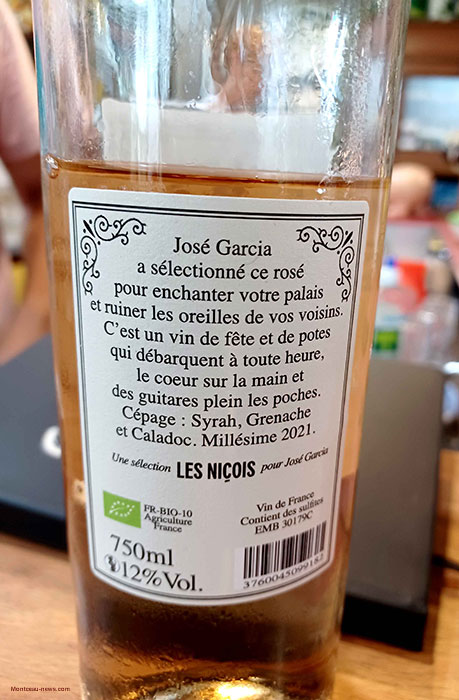 José Garcia
a sélectionné ce rosé
pour enchanter votre palais
et ruiner les oreilles de vos voisins.
C'est un vin de fête et de potes
qui débarquent à toute heure,
le coeur sur la main et
des guitares plein les poches.
Cépage : Syrah, Grenache
et Caladoc. Millésime 2021.
Une sélection LES NIÇOIS pour José Garcia
FR-BIO-10
Agriculture
France
750ml
12%Vol.
Vin de France
Contient des sulfites
EMB 30179C
3760045099182
Montceau-news.com